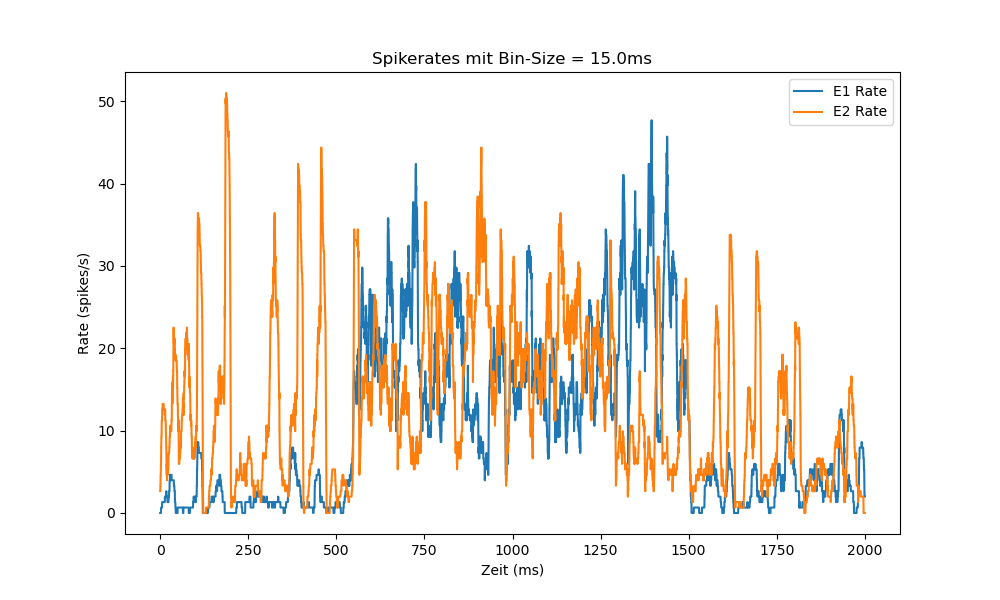 Spikerates mit Bin-Size = 15.0ms
E1 Rate
E2 Rate
Rate (spikes/s)
50
40
30
20
10
0
0 250 500 750 1000 1250 1500 1750 2000
Zeit (ms)